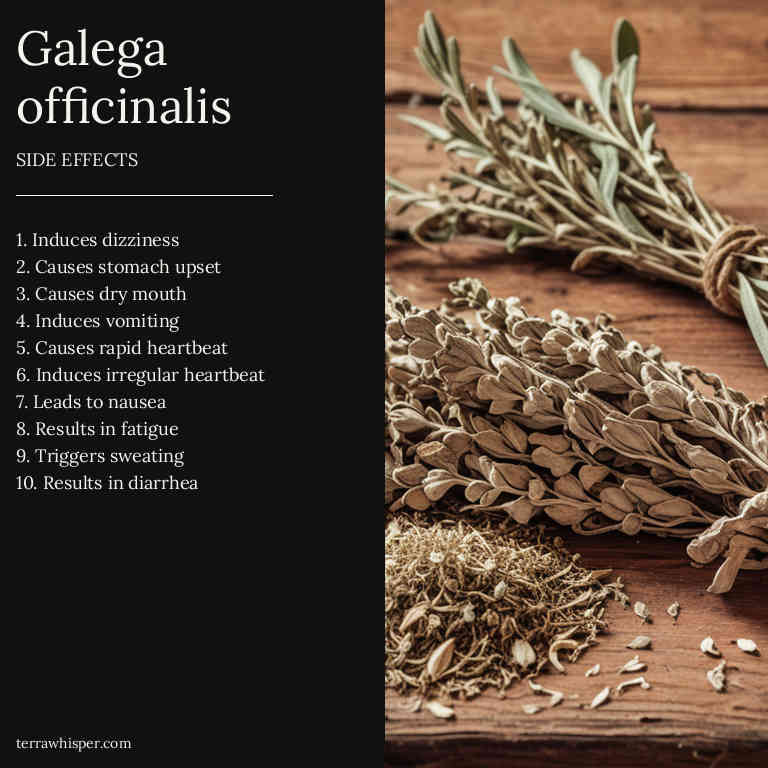 Galega
officinalis
SIDE EFFECTS
1. Induces dizziness
2. Causes stomach upset
3. Causes dry mouth
4. Induces vomiting
5. Causes rapid heartbeat
6. Induces irregular heartbeat
7. Leads to nausea
8. Results in fatigue
9. Triggers sweating
10. Results in diarrhea
terrawhisper.com